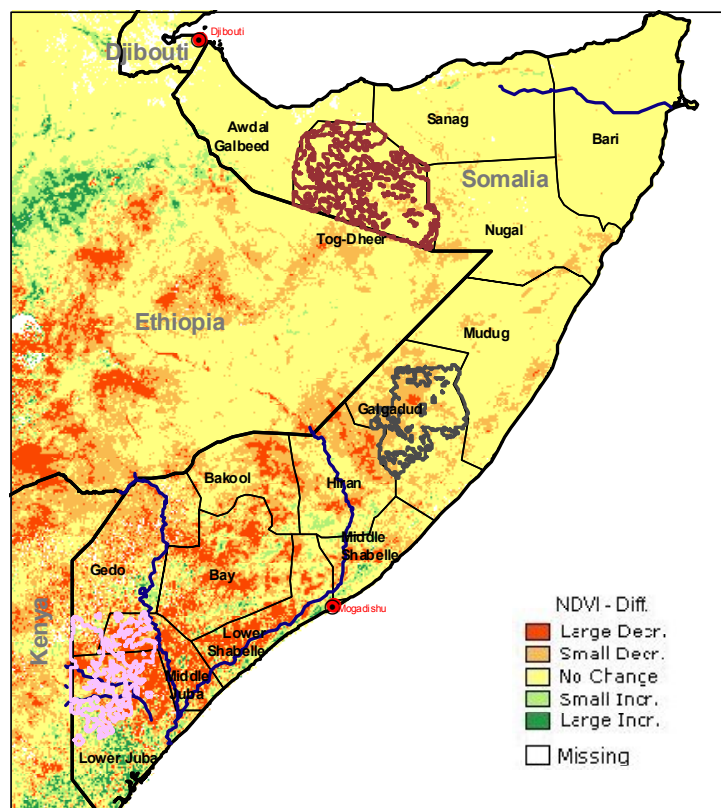 Djibouti
Djibouti
Awdal
Galbeed
Sanag
Bari
Somalia
Tog-Dheer
Nugal
Ethiopia
Mudug
Galgadud
Bakool
Hiran
Middle
Shabelle
Gedo
Bay
Mogadishu
Kenya
Lower
Shabelle
Middle
Juba
Lower Juba
NDVI - Diff.
Large Decr.
Small Decr.
No Change
Small Incr.
Large Incr.
Missing